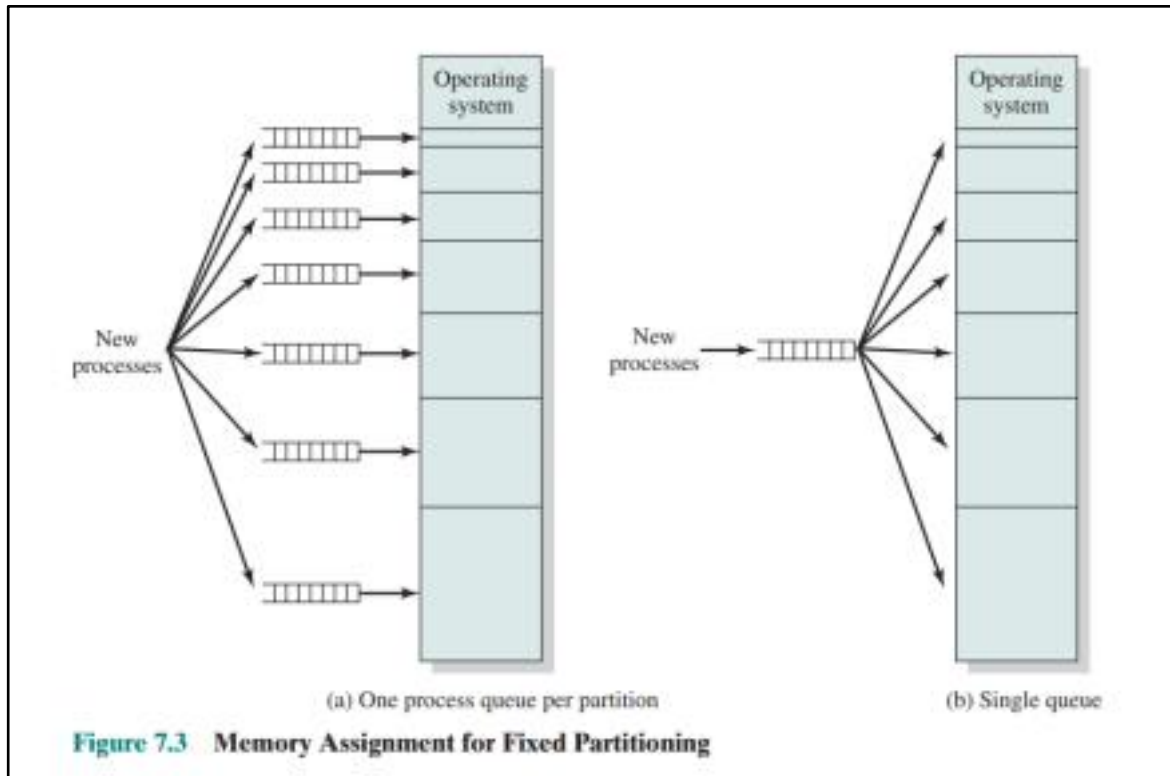 Operating
system
New
processes
(a) One process queue per partition
Operating
system
New
processes
(b) Single queue
Figure 7.3 Memory Assignment for Fixed Partitioning